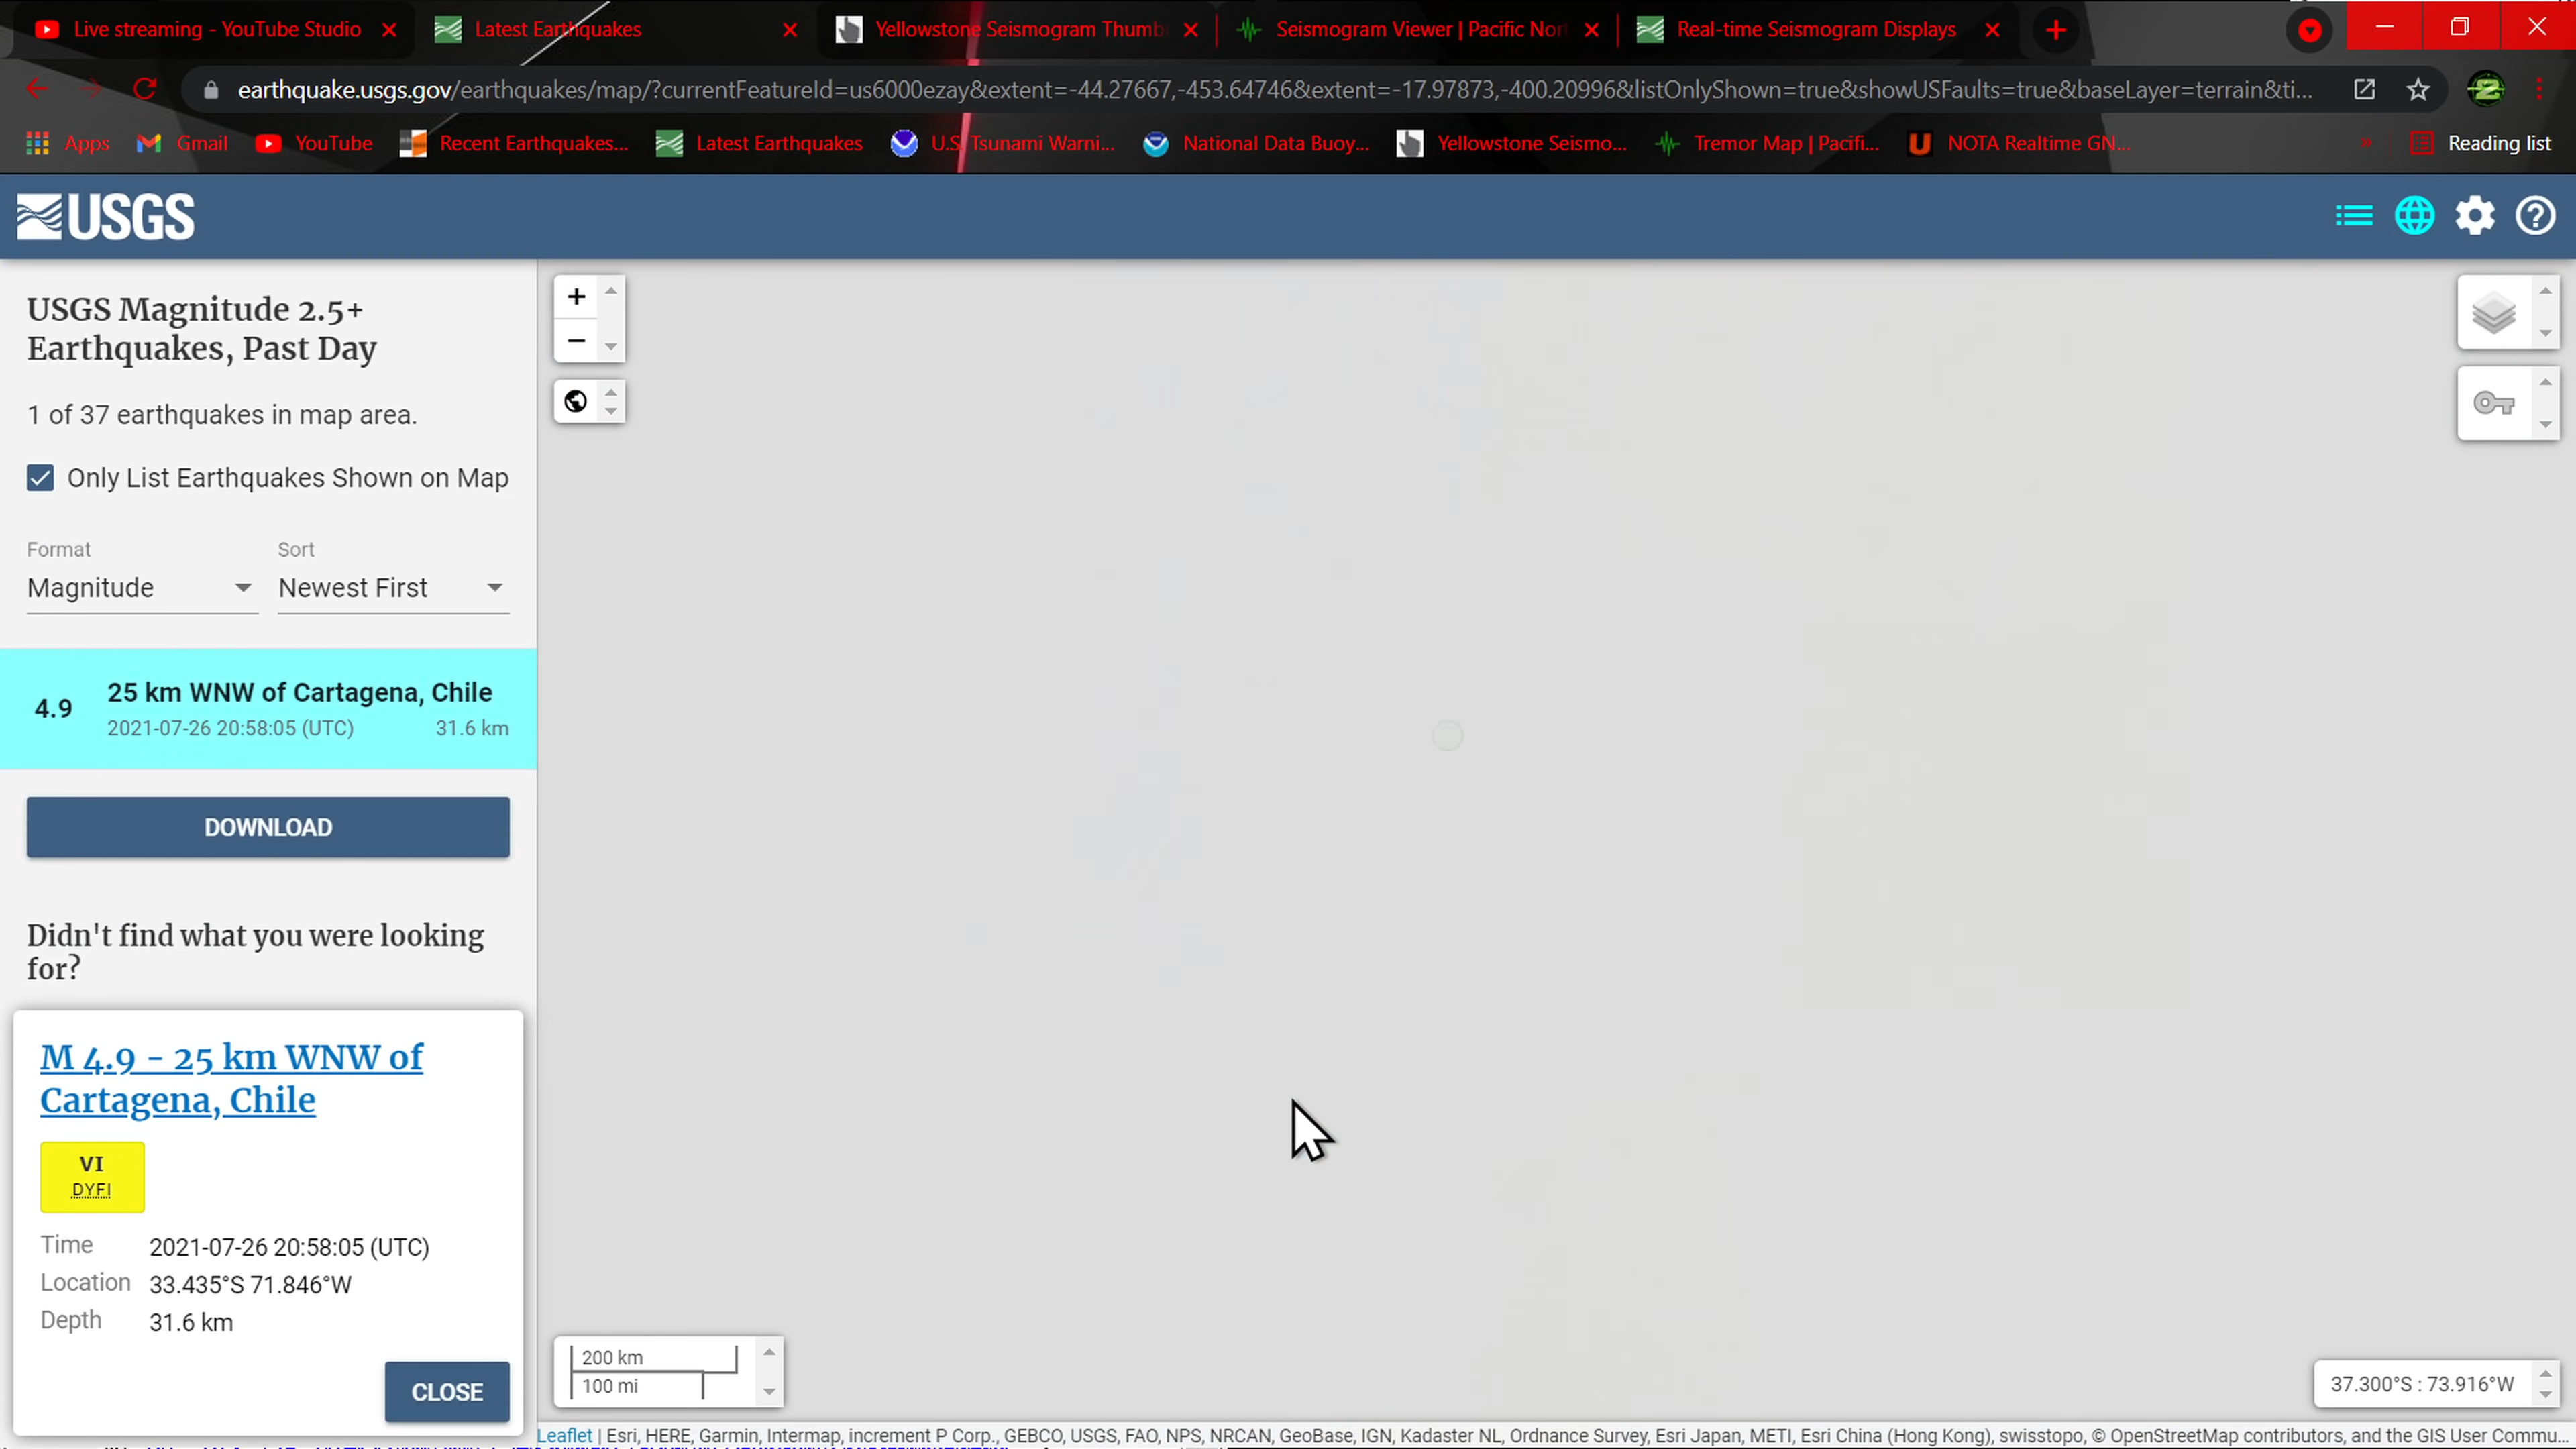 Live streaming - YouTube Studio
Latest Earthquakes
Yellowstone Seismogram Thumb
Seismogram Viewer | Pacific Nor
Real-time Seismogram Displays
earthquake.usgs.gov/earthquakes/map/?currentFeatureId=us6000ezay&extent=-44.27667,-453.64746&extent=-17.97873,-400.20996&listOnlyShown=true&showUSFaults=true&baseLayer=terrain&ti...
Apps
Gmail
YouTube
Recent Earthquakes...
Latest Earthquakes
U.S. Tsunami Warni...
National Data Buoy...
Yellowstone Seismo...
Tremor Map | Pacifi...
NOTA Realtime GN...
Reading list
USGS
USGS Magnitude 2.5+
Earthquakes, Past Day
1 of 37 earthquakes in map area.
Only List Earthquakes Shown on Map
Format
Sort
Magnitude
Newest First
4.9
25 km WNW of Cartagena, Chile
2021-07-26 20:58:05 (UTC)
31.6 km
DOWNLOAD
Didn't find what you were looking
for?
M 4.9 - 25 km WNW of
Cartagena, Chile
VI
DYFI
Time 2021-07-26 20:58:05 (UTC)
Location 33.435°S 71.846°W
Depth 31.6 km
CLOSE
200 km
100 mi
37.300°S : 73.916°W
Leaflet | Esri, HERE, Garmin, Intermap, increment P Corp., GEBCO, USGS, FAO, NPS, NRCAN, GeoBase, IGN, Kadaster NL, Ordnance Survey, Esri Japan, METI, Esri China (Hong Kong), swisstopo, © OpenStreetMap contributors, and the GIS User Commu...